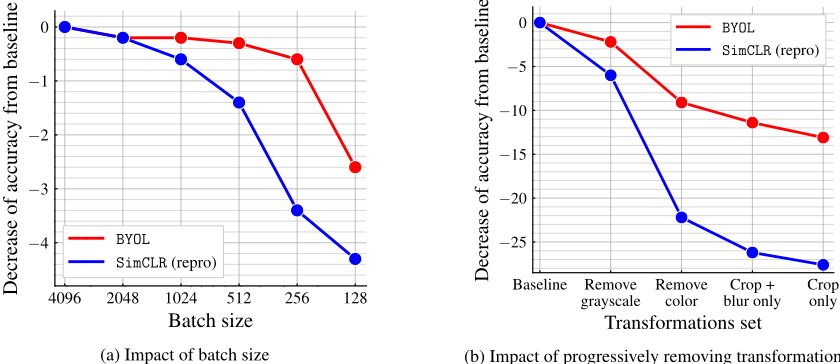 Decrease of accuracy from baseline
0
−1
−2
−3
−4
BYOL
SimCLR (repro)
4096 2048 1024 512 256 128
Batch size
(a) Impact of batch size
Decrease of accuracy from baseline
0
−5
−10
−15
−20
−25
BYOL
SimCLR (repro)
Baseline Remove Remove Crop + Crop
grayscale color blur only only
Transformations set
(b) Impact of progressively removing transformation